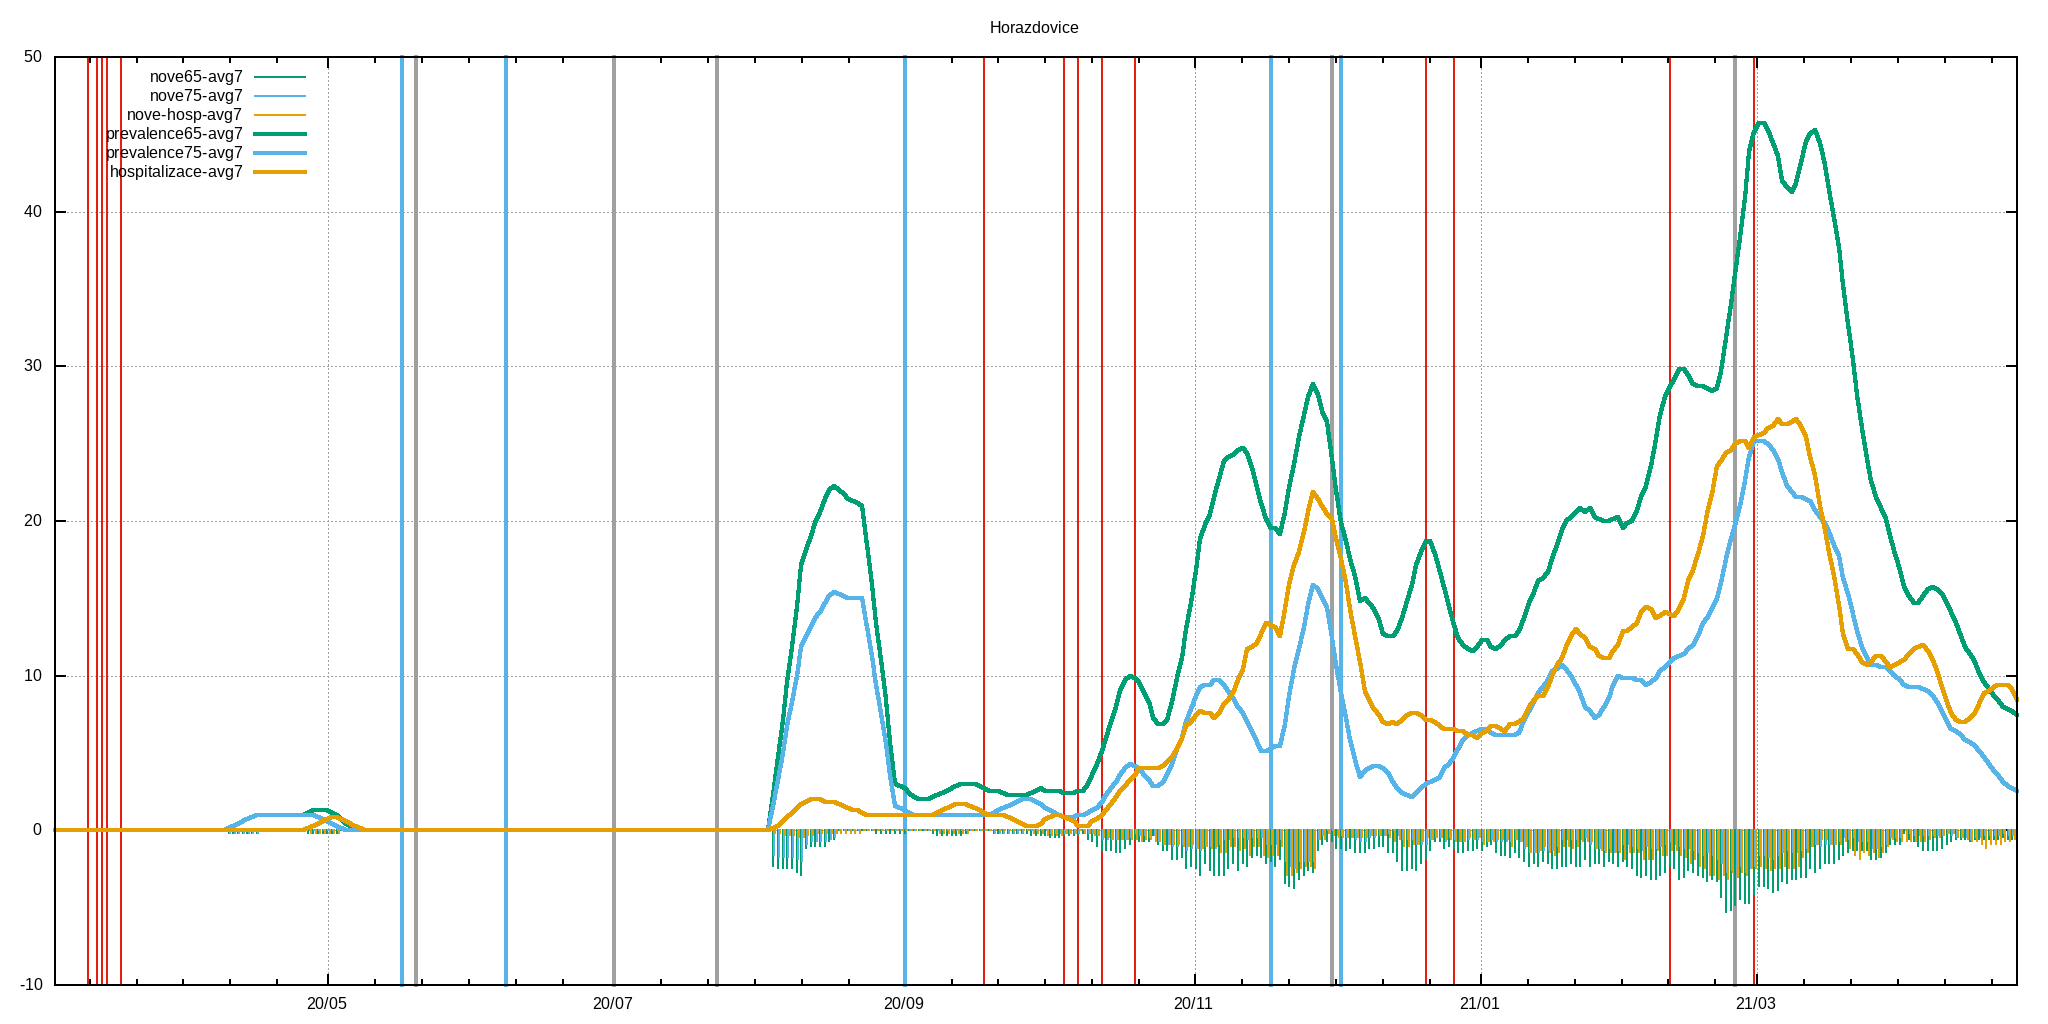 Horazdovice
50
nove65-avg7
nove75-avg7
nove-hosp-avg7
prevalence65-avg7
prevalence75-avg7
hospitalizace-avg7
40
30
20
10
0
-10
20/05 20/07 20/09 20/11 21/01 21/03